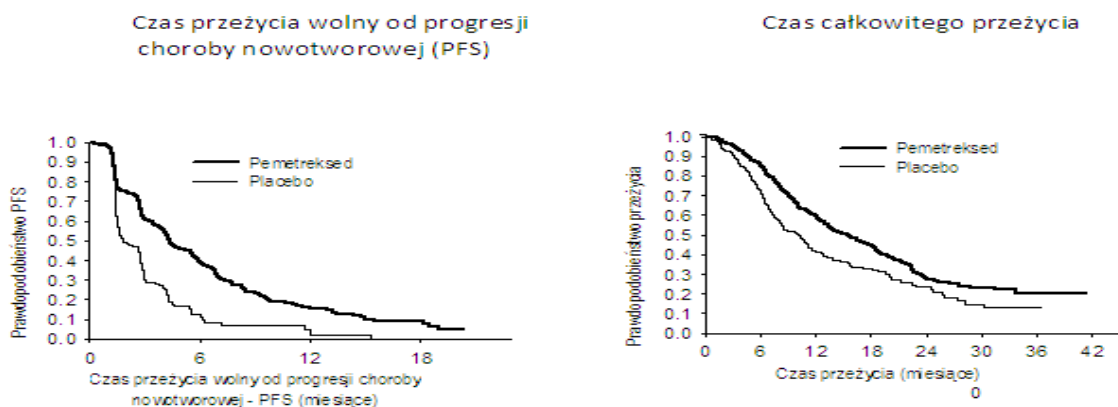 Czas przeżycia wolny od progresji
choroby nowotworowej (PFS)
Prawdopodobieństwo PFS
1.0
0.9
0.8
0.7
0.6
0.5
0.4
0.3
0.2
0.1
0.0
Pemetreksed
Placebo
0 6 12 18
Czas przeżycia wolny od progresji choroby
nowotworowej - PFS (miesiące)
Czas całkowitego przeżycia
Prawdopodobieństwo przeżycia
1.0
0.9
0.8
0.7
0.6
0.5
0.4
0.3
0.2
0.1
0.0
Pemetreksed
Placebo
0 6 12 18 24 30 36 42
Czas przeżycia (miesiące)
0